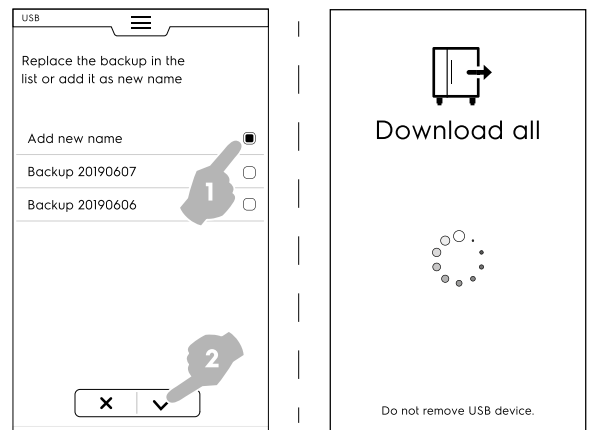 USB
Replace the backup in the
list or add it as new name
Add new name
1
Backup 20190607
Backup 20190606
2
Download all
Do not remove USB device.